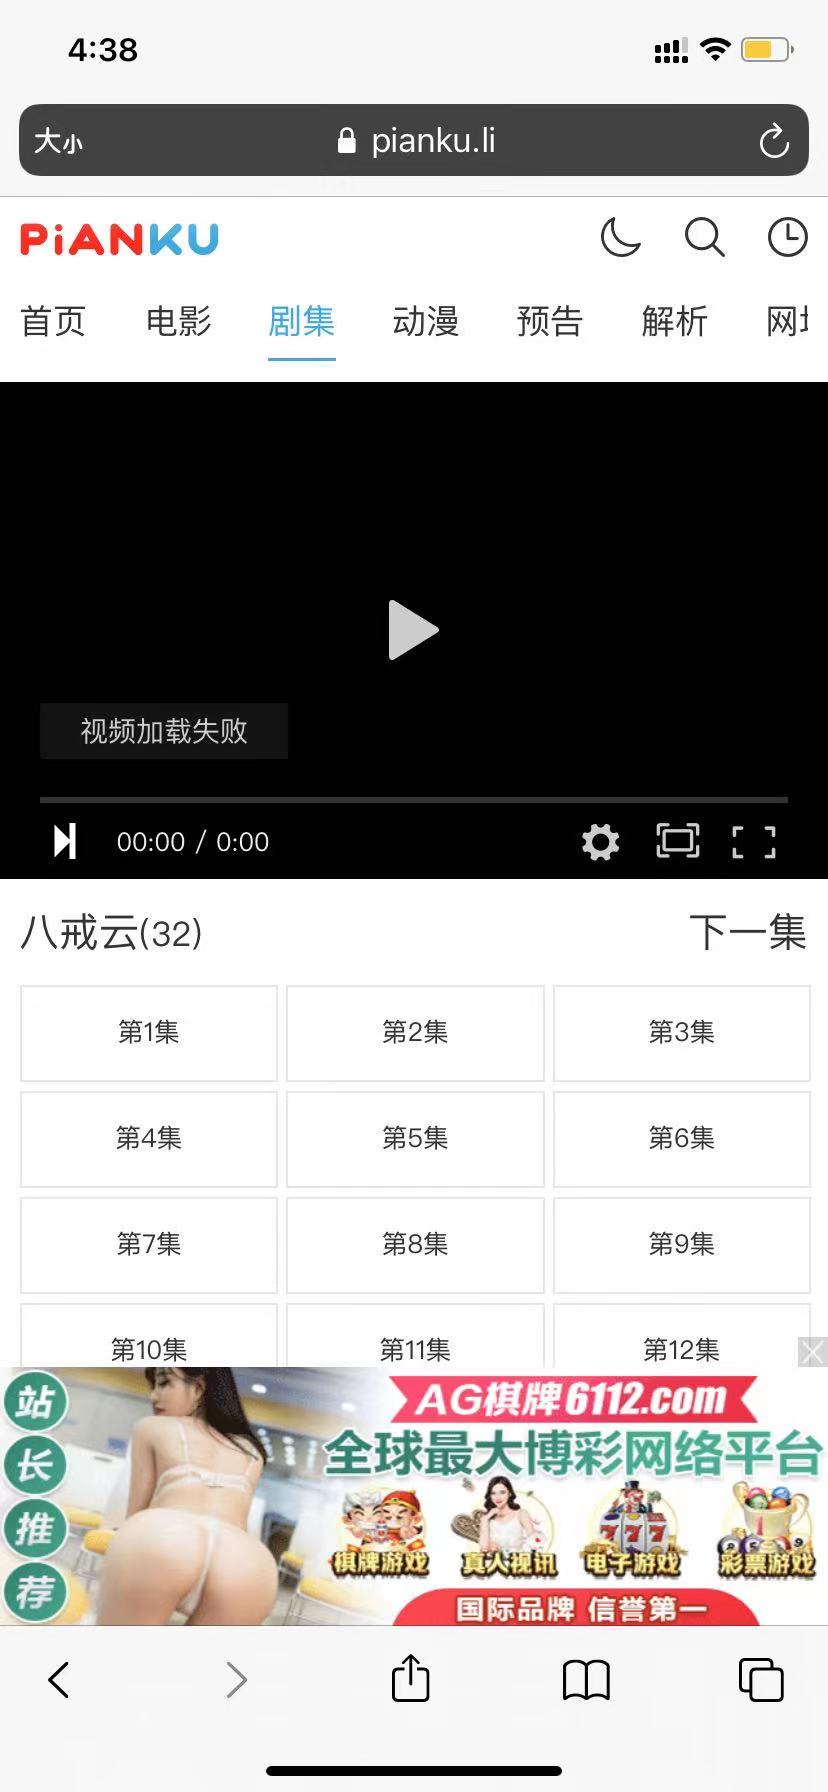 4:38
大小 pianku.li
PiANKU
首页 电影 剧集 动漫 预告 解析 网
视频加载失败
00:00 / 0:00
八戒云(32) 下一集
第1集 第2集 第3集
第4集 第5集 第6集
第7集 第8集 第9集
第10集 第11集 第12集
站长推荐
AG棋牌6112.com
全球最大博彩网络平台
棋牌游戏 真人视讯 电子游戏 彩票游戏
国际品牌 信誉第一